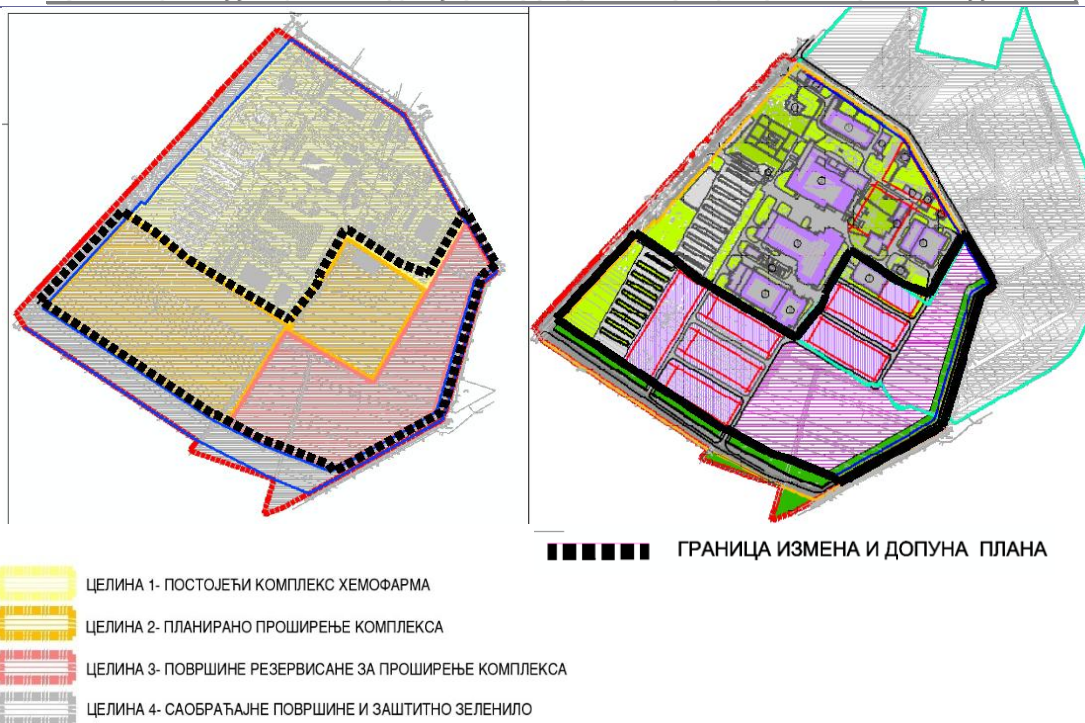 ГРАНИЦА ИЗМЕНА И ДОПУНА ПЛАНА
ЦЕЛИНА 1- ПОСТОЈЕЋИ КОМПЛЕКС ХЕМОФАРМА
ЦЕЛИНА 2- ПЛАНИРАНО ПРОШИРЕЊЕ КОМПЛЕКСА
ЦЕЛИНА 3- ПОВРШИНЕ РЕЗЕРВИСАНЕ ЗА ПРОШИРЕЊЕ КОМПЛЕКСА
ЦЕЛИНА 4- САОБРАЋАЈНЕ ПОВРШИНЕ И ЗАШТИТНО ЗЕЛЕНИЛО